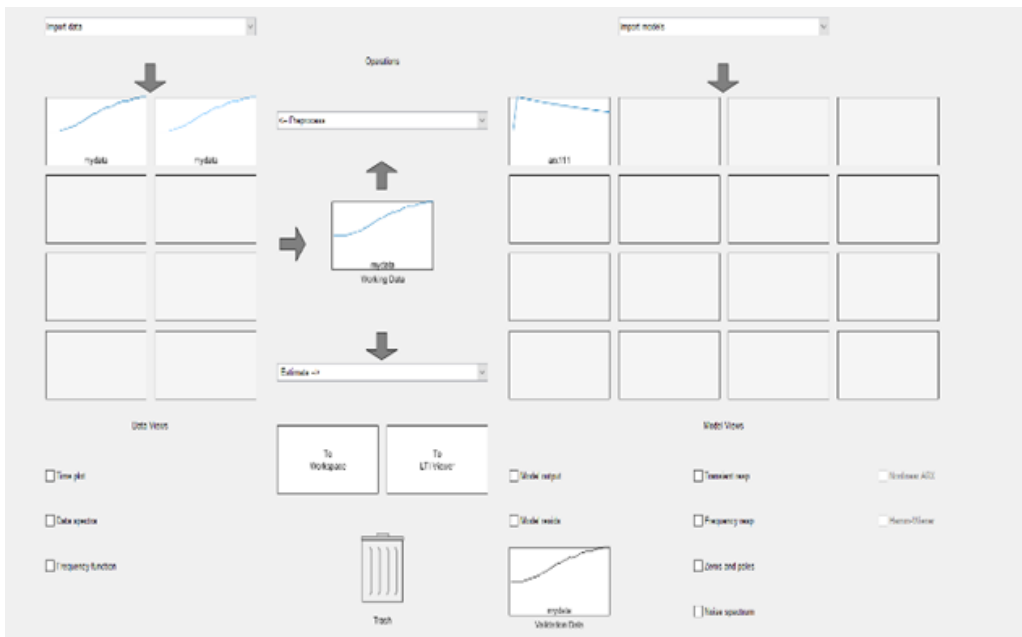 Import data
Import models
Operations
<-- Preprocess
mydata
mydata
arx111
mydata
Working Data
Estimate -->
Data Views
Model Views
To
Workspace
To
LTI Viewer
Time plot
Model output
Transient resp
Nonlinear ARX
Data spectra
Model resids
Frequency resp
Hamm-Wiener
Frequency function
Zeros and poles
mydata
Validation Data
Noise spectrum
Trash